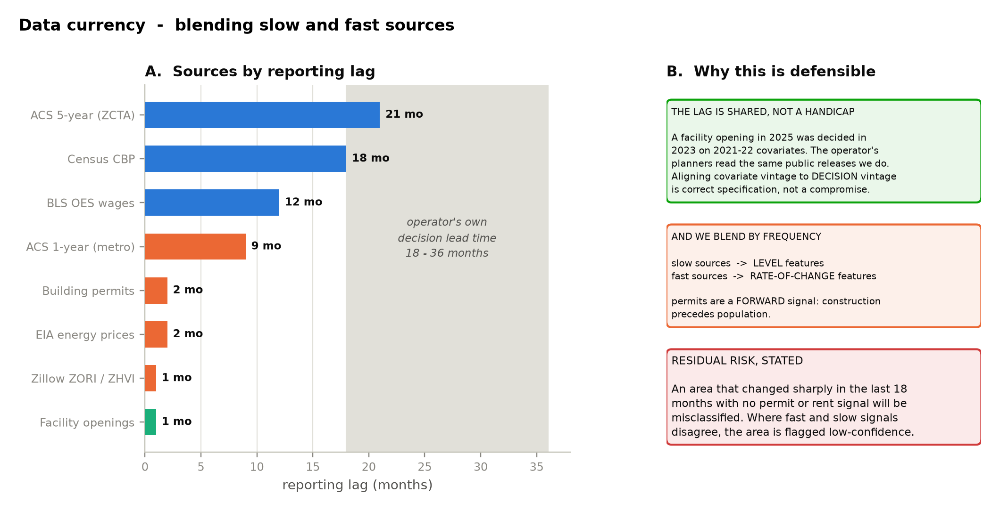 Data currency  -  blending slow and fast sources
A.  Sources by reporting lag
ACS 5-year (ZCTA)
21 mo
Census CBP
18 mo
BLS OES wages
12 mo
ACS 1-year (metro)
9 mo
Building permits
2 mo
EIA energy prices
2 mo
Zillow ZORI / ZHVI
1 mo
Facility openings
1 mo
operator's own
decision lead time
18 - 36 months
0 5 10 15 20 25 30 35
reporting lag (months)
B.  Why this is defensible
THE LAG IS SHARED, NOT A HANDICAP
A facility opening in 2025 was decided in
2023 on 2021-22 covariates. The operator's
planners read the same public releases we do.
Aligning covariate vintage to DECISION vintage
is correct specification, not a compromise.
AND WE BLEND BY FREQUENCY
slow sources  ->  LEVEL features
fast sources  ->  RATE-OF-CHANGE features
permits are a FORWARD signal: construction
precedes population.
RESIDUAL RISK, STATED
An area that changed sharply in the last 18
months with no permit or rent signal will be
misclassified. Where fast and slow signals
disagree, the area is flagged low-confidence.